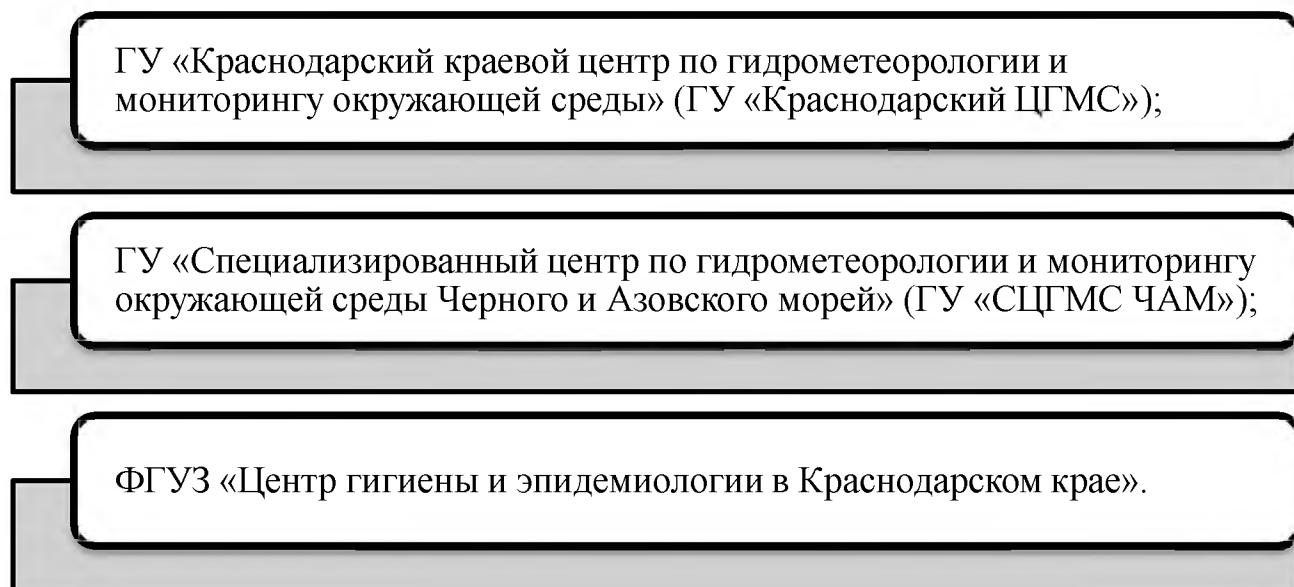 ГУ «Краснодарский краевой центр по гидрометеорологии и
мониторингу окружающей среды» (ГУ «Краснодарский ЦГМС»);
ГУ «Специализированный центр по гидрометеорологии и мониторингу
окружающей среды Черного и Азовского морей» (ГУ «СЦГМС ЧАМ»);
ФГУЗ «Центр гигиены и эпидемиологии в Краснодарском крае».